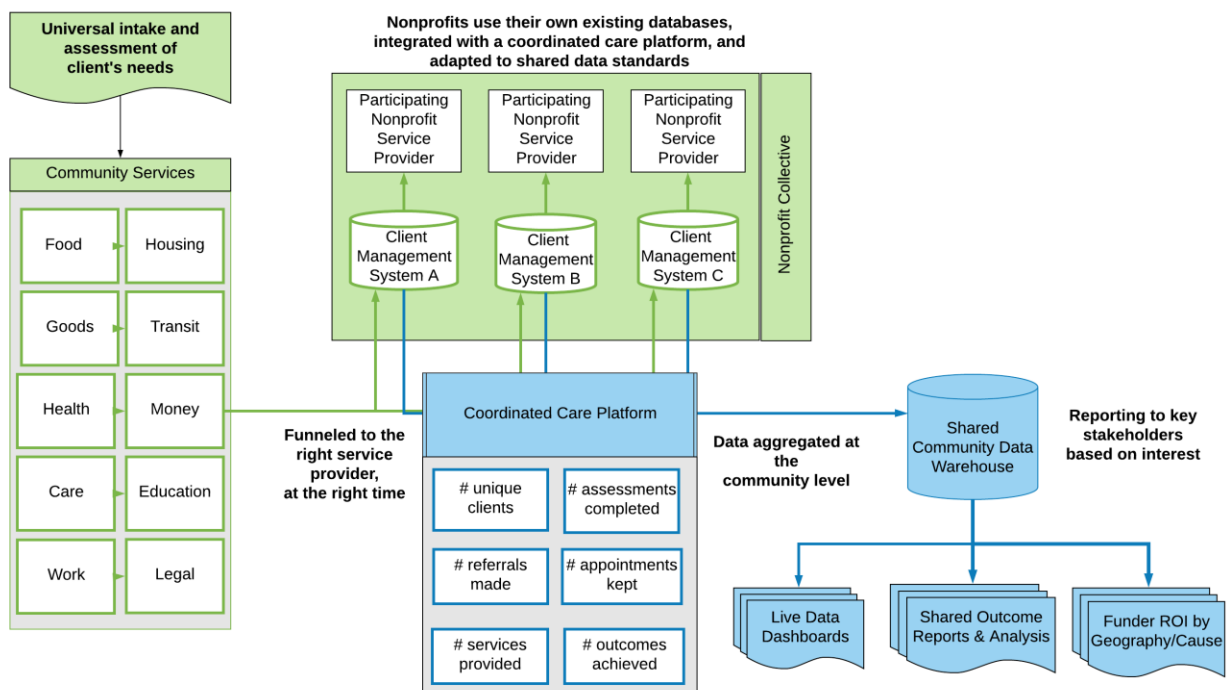 Universal intake and
assessment of
client's needs
Nonprofits use their own existing databases,
integrated with a coordinated care platform, and
adapted to shared data standards
Community Services
Food
Housing
Goods
Transit
Health
Money
Care
Education
Work
Legal
Participating
Nonprofit
Service
Provider
Participating
Nonprofit
Service
Provider
Participating
Nonprofit
Service
Provider
Client
Management
System A
Client
Management
System B
Client
Management
System C
Nonprofit Collective
Funneled to the
right service
provider,
at the right time
Coordinated Care Platform
# unique
clients
# assessments
completed
# referrals
made
# appointments
kept
# services
provided
# outcomes
achieved
Data aggregated at
the
community level
Shared
Community Data
Warehouse
Reporting to key
stakeholders
based on interest
Live Data
Dashboards
Shared Outcome
Reports & Analysis
Funder ROI by
Geography/Cause